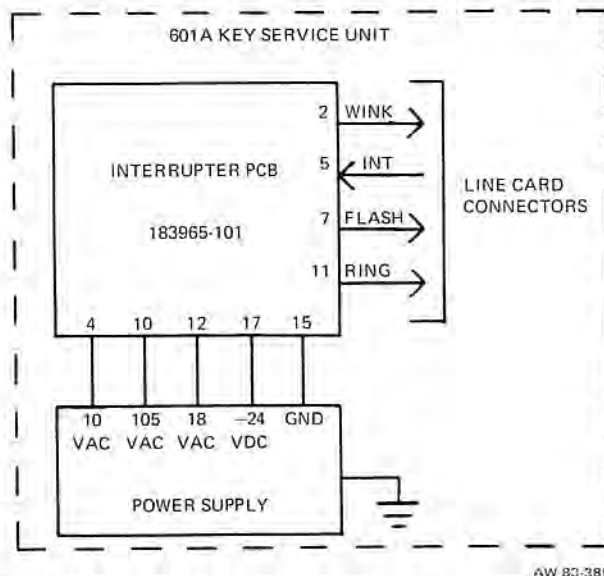 601A KEY SERVICE UNIT
INTERRUPTER PCB
183965-101
2 WINK
5 INT
7 FLASH
11 RING
LINE CARD
CONNECTORS
4 10 12 17 15
10 105 18 −24 GND
VAC VAC VAC VDC
POWER SUPPLY